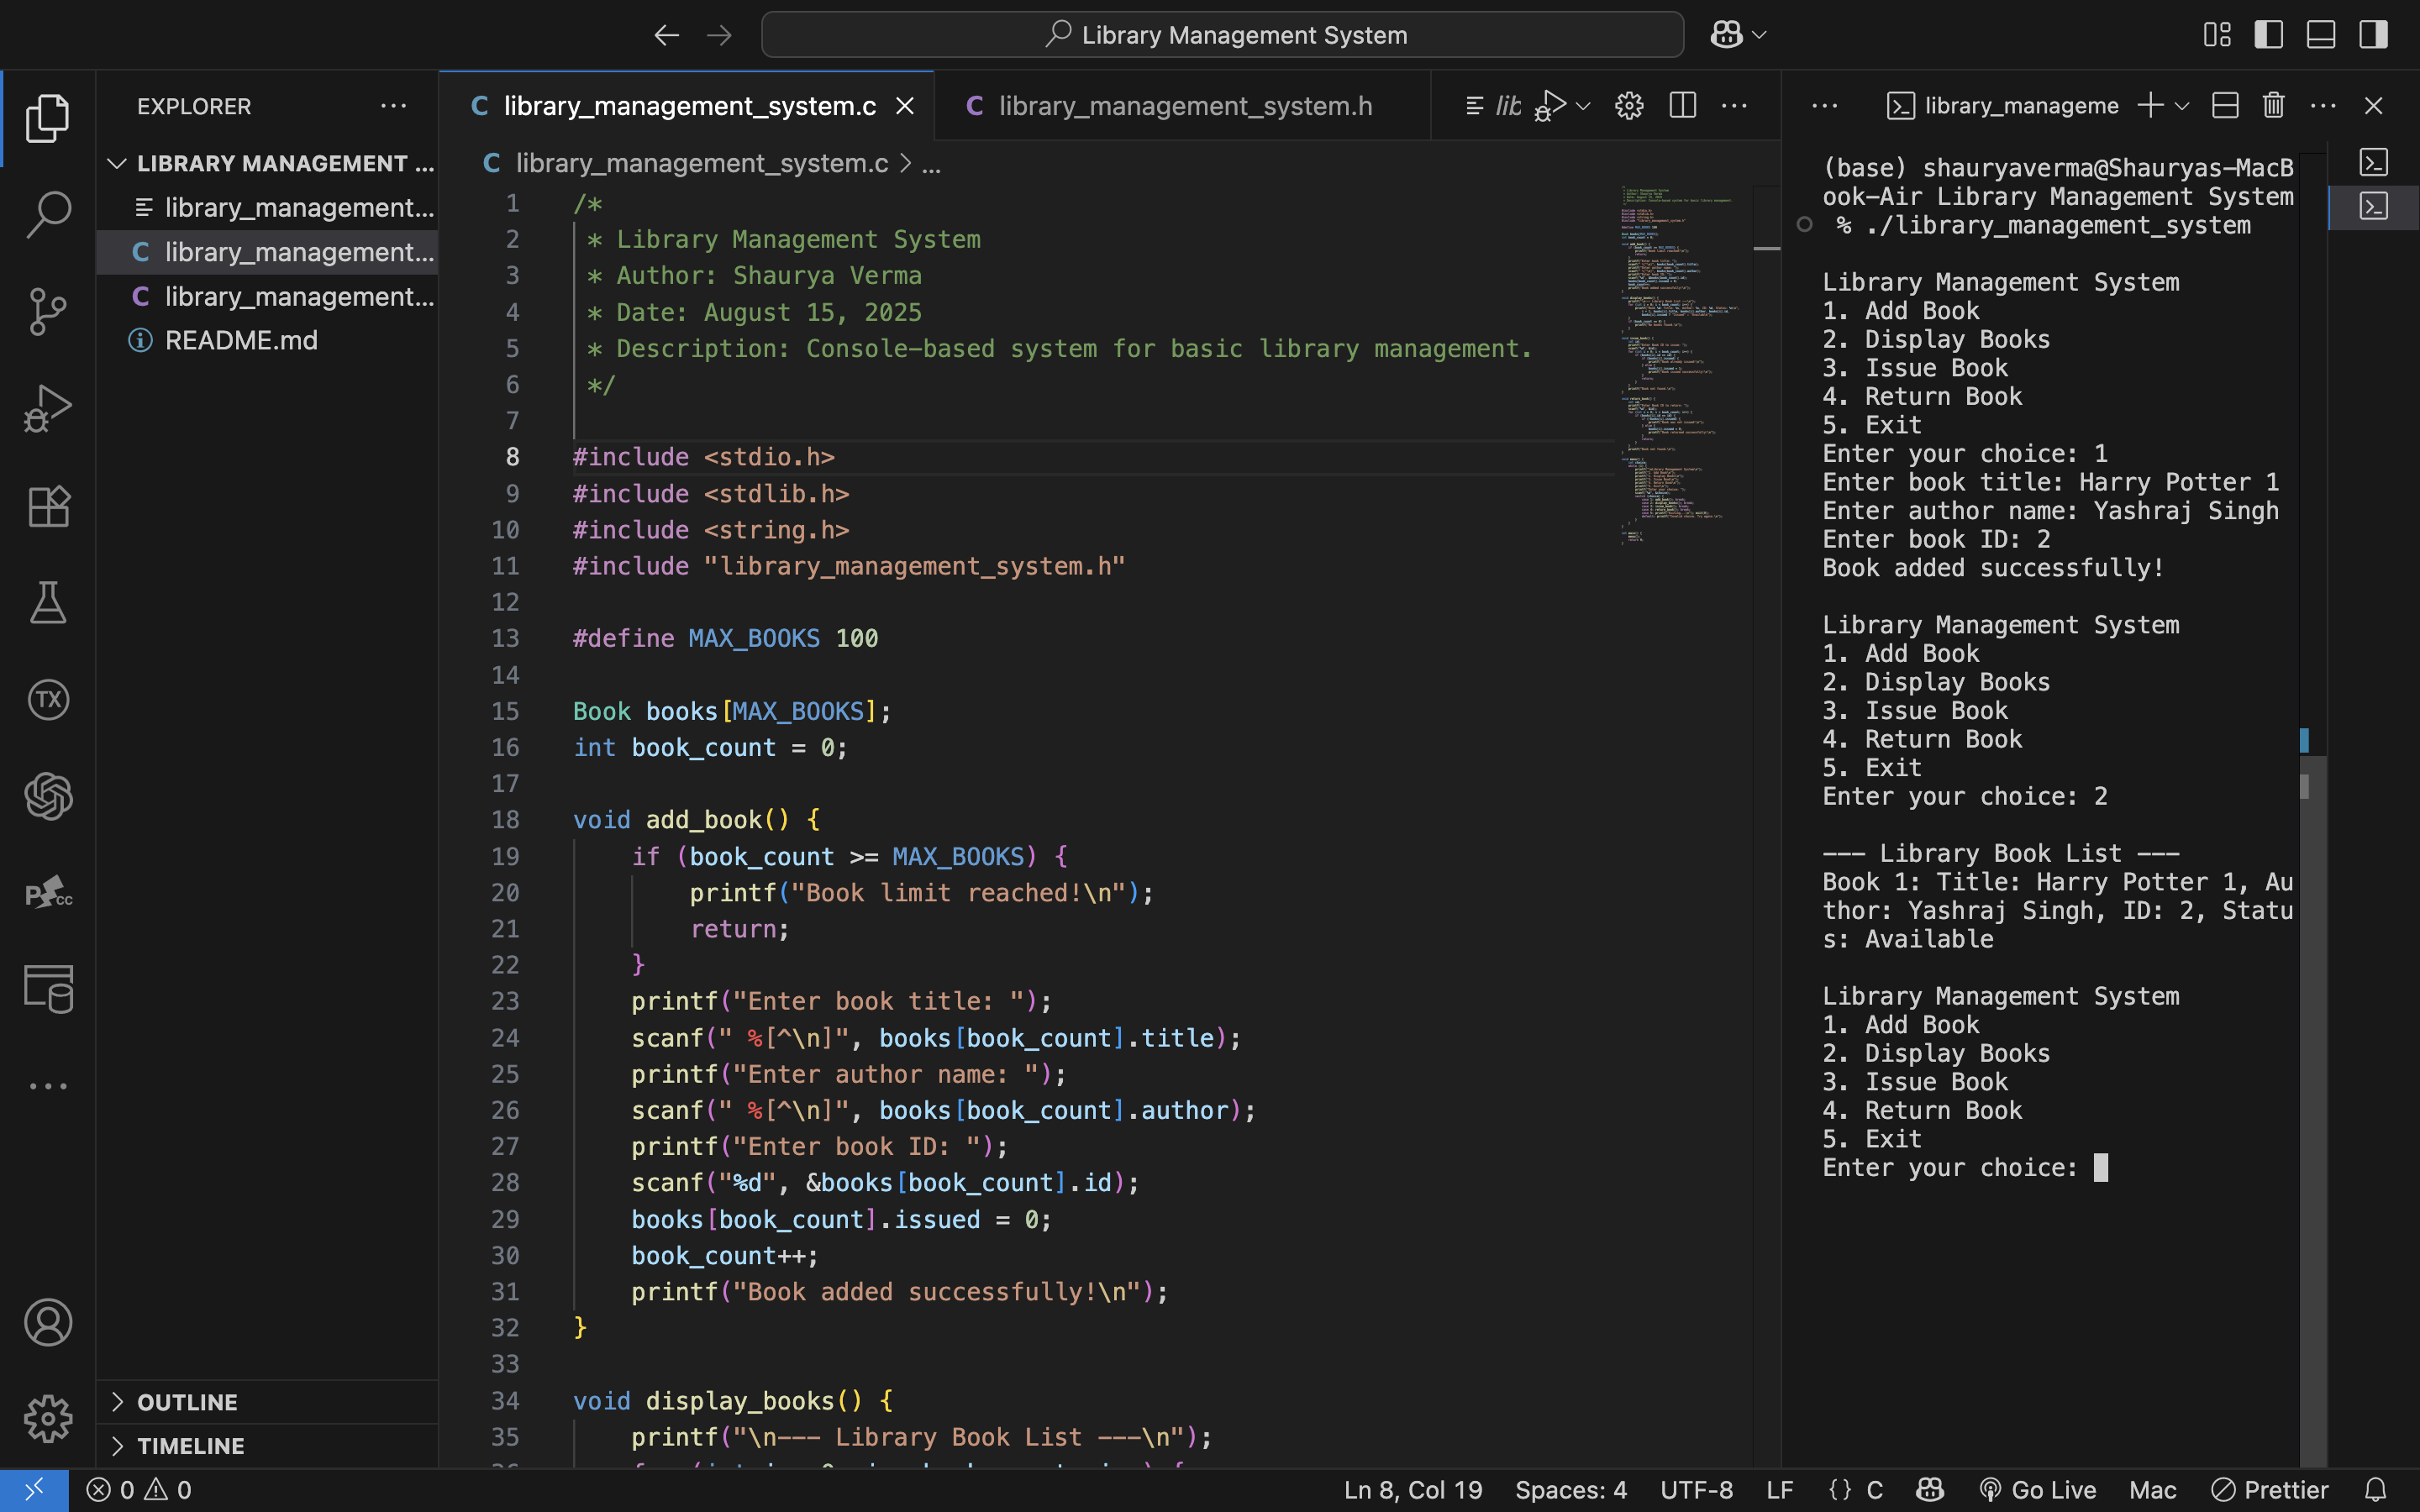 Library Management System
EXPLORER
LIBRARY MANAGEMENT ...
library_management...
library_management...
library_management...
README.md
OUTLINE
TIMELINE
library_management_system.c
library_management_system.h
lib
library_management_system.c > ...
1 /*
2 * Library Management System
3 * Author: Shaurya Verma
4 * Date: August 15, 2025
5 * Description: Console-based system for basic library management.
6 */
7
8 #include <stdio.h>
9 #include <stdlib.h>
10 #include <string.h>
11 #include "library_management_system.h"
12
13 #define MAX_BOOKS 100
14
15 Book books[MAX_BOOKS];
16 int book_count = 0;
17
18 void add_book() {
19 if (book_count >= MAX_BOOKS) {
20 printf("Book limit reached!\n");
21 return;
22 }
23 printf("Enter book title: ");
24 scanf(" %[^\n]", books[book_count].title);
25 printf("Enter author name: ");
26 scanf(" %[^\n]", books[book_count].author);
27 printf("Enter book ID: ");
28 scanf("%d", &books[book_count].id);
29 books[book_count].issued = 0;
30 book_count++;
31 printf("Book added successfully!\n");
32 }
33
34 void display_books() {
35 printf("\n--- Library Book List ---\n");
library_manageme
(base) shauryaverma@Shauryas-MacB
ook-Air Library Management System
% ./library_management_system
Library Management System
1. Add Book
2. Display Books
3. Issue Book
4. Return Book
5. Exit
Enter your choice: 1
Enter book title: Harry Potter 1
Enter author name: Yashraj Singh
Enter book ID: 2
Book added successfully!
Library Management System
1. Add Book
2. Display Books
3. Issue Book
4. Return Book
5. Exit
Enter your choice: 2
--- Library Book List ---
Book 1: Title: Harry Potter 1, Au
thor: Yashraj Singh, ID: 2, Statu
s: Available
Library Management System
1. Add Book
2. Display Books
3. Issue Book
4. Return Book
5. Exit
Enter your choice:
0 0
Ln 8, Col 19 Spaces: 4 UTF-8 LF {} C Go Live Mac Prettier